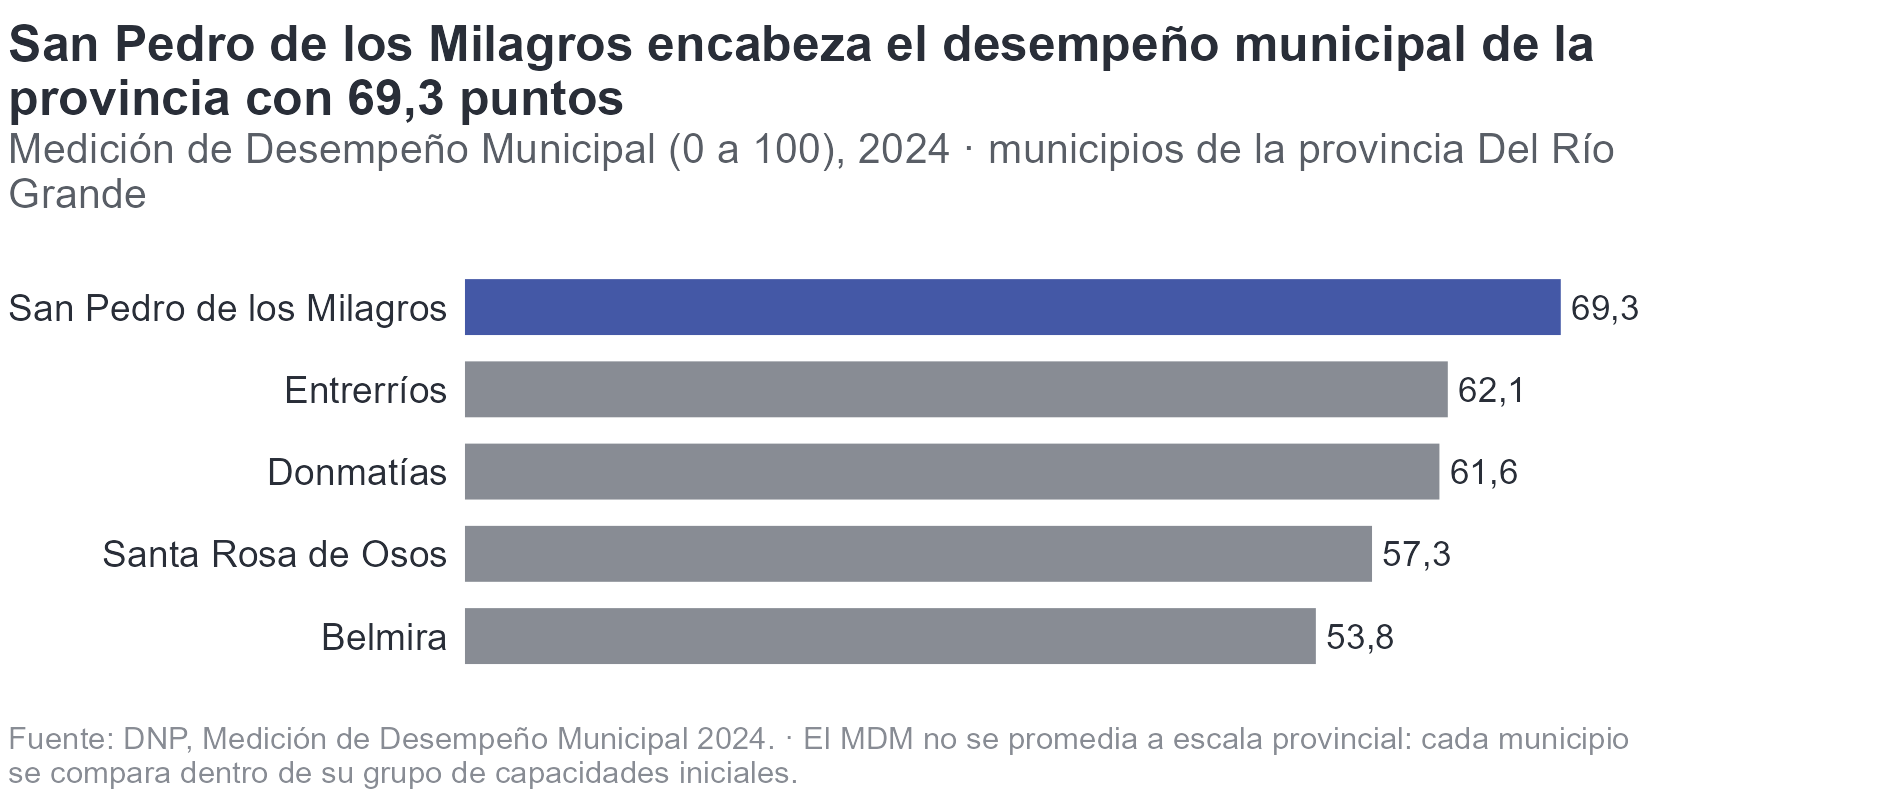 San Pedro de los Milagros encabeza el desempeño municipal de la
provincia con 69,3 puntos
Medición de Desempeño Municipal (0 a 100), 2024 · municipios de la provincia Del Río
Grande
San Pedro de los Milagros 69,3
Entrerríos 62,1
Donmatías 61,6
Santa Rosa de Osos 57,3
Belmira 53,8
Fuente: DNP, Medición de Desempeño Municipal 2024. · El MDM no se promedia a escala provincial: cada municipio
se compara dentro de su grupo de capacidades iniciales.